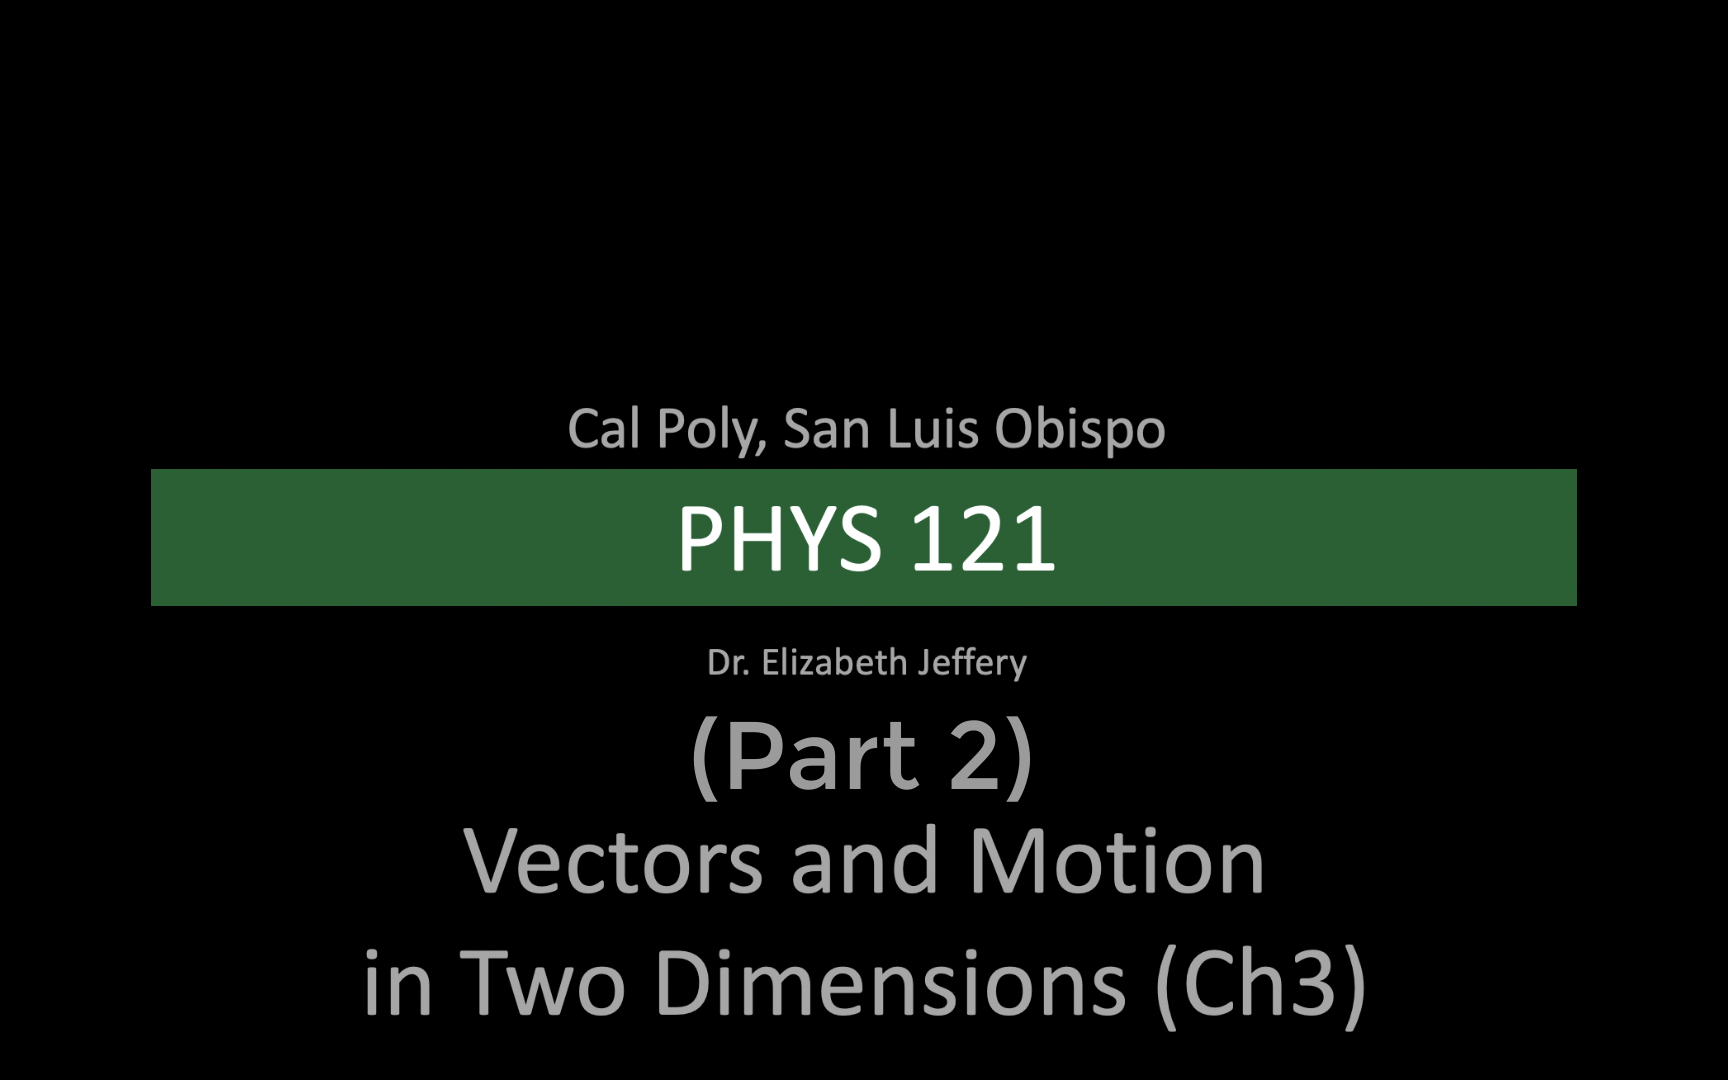 Cal Poly, San Luis Obispo
PHYS 121
Dr. Elizabeth Jeffery
(Part 2)
Vectors and Motion
in Two Dimensions (Ch3)